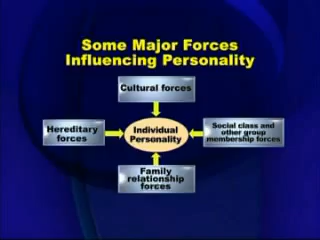 Some Major Forces
Influencing Personality
Cultural forces
Hereditary
forces
Individual
Personality
Social class and
other group
membership forces
Family
relationship
forces